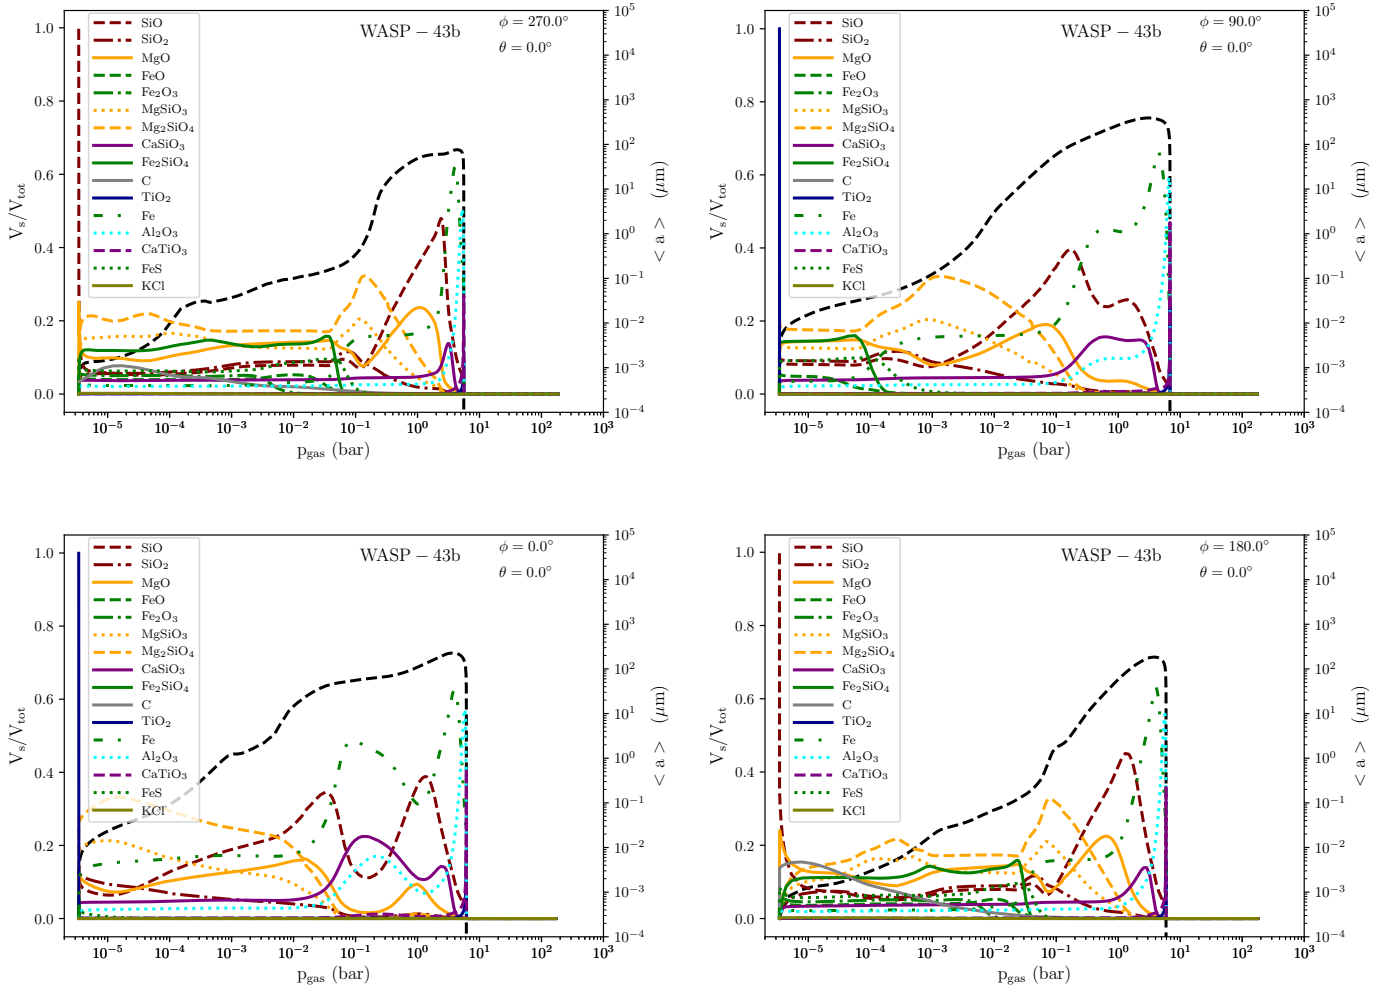 WASP − 43b
ϕ = 270.0°
θ = 0.0°
SiO
SiO₂
MgO
FeO
Fe₂O₃
MgSiO₃
Mg₂SiO₄
CaSiO₃
Fe₂SiO₄
C
TiO₂
Fe
Al₂O₃
CaTiO₃
FeS
KCl
1.0
0.8
0.6
0.4
0.2
0.0
Vₛ/Vₜₒₜ
10⁵
10⁴
10³
10²
10¹
10⁰
10⁻¹
10⁻²
10⁻³
10⁻⁴
< a > (μm)
10⁻⁵ 10⁻⁴ 10⁻³ 10⁻² 10⁻¹ 10⁰ 10¹ 10² 10³
p_gas (bar)
WASP − 43b
ϕ = 90.0°
θ = 0.0°
SiO
SiO₂
MgO
FeO
Fe₂O₃
MgSiO₃
Mg₂SiO₄
CaSiO₃
Fe₂SiO₄
C
TiO₂
Fe
Al₂O₃
CaTiO₃
FeS
KCl
1.0
0.8
0.6
0.4
0.2
0.0
Vₛ/Vₜₒₜ
10⁵
10⁴
10³
10²
10¹
10⁰
10⁻¹
10⁻²
10⁻³
10⁻⁴
< a > (μm)
10⁻⁵ 10⁻⁴ 10⁻³ 10⁻² 10⁻¹ 10⁰ 10¹ 10² 10³
p_gas (bar)
WASP − 43b
ϕ = 0.0°
θ = 0.0°
SiO
SiO₂
MgO
FeO
Fe₂O₃
MgSiO₃
Mg₂SiO₄
CaSiO₃
Fe₂SiO₄
C
TiO₂
Fe
Al₂O₃
CaTiO₃
FeS
KCl
1.0
0.8
0.6
0.4
0.2
0.0
Vₛ/Vₜₒₜ
10⁵
10⁴
10³
10²
10¹
10⁰
10⁻¹
10⁻²
10⁻³
10⁻⁴
< a > (μm)
10⁻⁵ 10⁻⁴ 10⁻³ 10⁻² 10⁻¹ 10⁰ 10¹ 10² 10³
p_gas (bar)
WASP − 43b
ϕ = 180.0°
θ = 0.0°
SiO
SiO₂
MgO
FeO
Fe₂O₃
MgSiO₃
Mg₂SiO₄
CaSiO₃
Fe₂SiO₄
C
TiO₂
Fe
Al₂O₃
CaTiO₃
FeS
KCl
1.0
0.8
0.6
0.4
0.2
0.0
Vₛ/Vₜₒₜ
10⁵
10⁴
10³
10²
10¹
10⁰
10⁻¹
10⁻²
10⁻³
10⁻⁴
< a > (μm)
10⁻⁵ 10⁻⁴ 10⁻³ 10⁻² 10⁻¹ 10⁰ 10¹ 10² 10³
p_gas (bar)